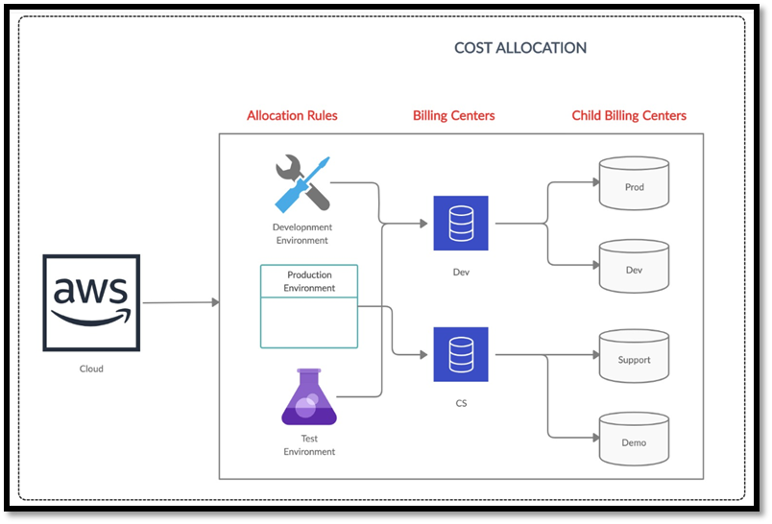 COST ALLOCATION
Allocation Rules
Billing Centers
Child Billing Centers
Developnment
Environment
Production
Environment
Test
Environment
aws
Cloud
Dev
CS
Prod
Dev
Support
Demo